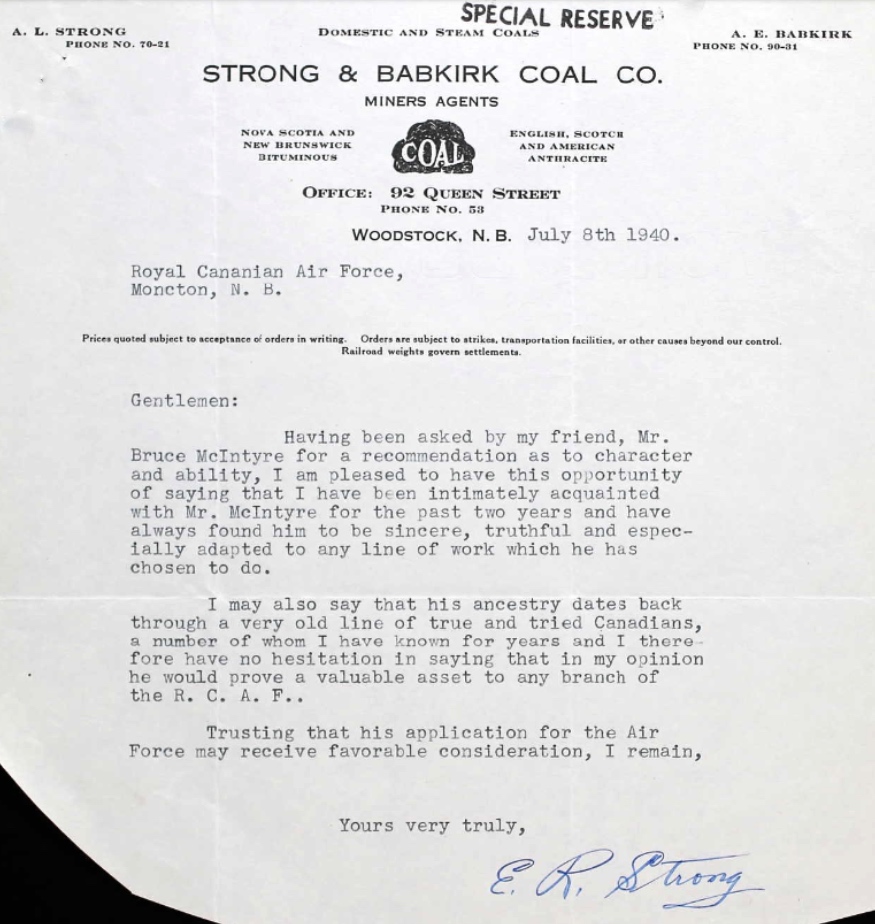 SPECIAL RESERVE
A. L. STRONG
PHONE NO. 70-21
DOMESTIC AND STEAM COALS
A. E. BABKIRK
PHONE NO. 90-31
STRONG & BABKIRK COAL CO.
MINERS AGENTS
NOVA SCOTIA AND
NEW BRUNSWICK
BITUMINOUS
COAL
ENGLISH, SCOTCH
AND AMERICAN
ANTHRACITE
OFFICE: 92 QUEEN STREET
PHONE NO. 53
WOODSTOCK, N. B. July 8th 1940.
Royal Cananian Air Force,
Moncton, N. B.
Prices quoted subject to acceptance of orders in writing. Orders are subject to strikes, transportation facilities, or other causes beyond our control.
Railroad weights govern settlements.
Gentlemen:
Having been asked by my friend, Mr.
Bruce McIntyre for a recommendation as to character
and ability, I am pleased to have this opportunity
of saying that I have been intimately acquainted
with Mr. McIntyre for the past two years and have
always found him to be sincere, truthful and espec-
ially adapted to any line of work which he has
chosen to do.
I may also say that his ancestry dates back
through a very old line of true and tried Canadians,
a number of whom I have known for years and I there-
fore have no hesitation in saying that in my opinion
he would prove a valuable asset to any branch of
the R. C. A. F..
Trusting that his application for the Air
Force may receive favorable consideration, I remain,
Yours very truly,
E. R. Strong